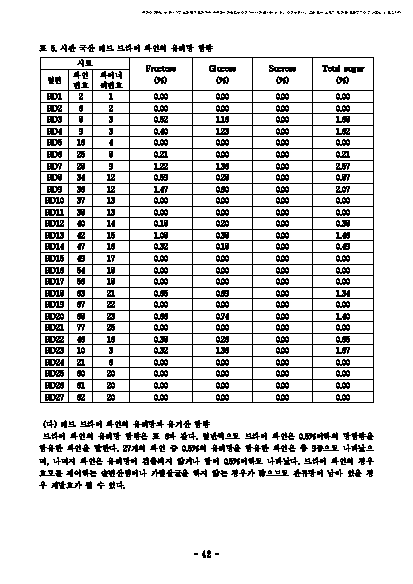 표 5. 시판 국산 레드 드라이 와인의 유리당 함량
시료 Fructose Glucose Sucrose Total sugar
일련 와인번호 와이너리번호 (%) (%) (%) (%)
RD1 2 1 0.00 0.00 0.00 0.00
RD2 6 2 0.00 0.00 0.00 0.00
RD3 8 3 0.52 1.16 0.00 1.68
RD4 9 3 0.40 1.23 0.00 1.62
RD5 16 4 0.00 0.00 0.00 0.00
RD6 25 8 0.21 0.00 0.00 0.21
RD7 28 9 1.22 1.36 0.00 2.57
RD8 34 12 0.59 0.28 0.00 0.87
RD9 36 12 1.47 0.60 0.00 2.07
RD10 37 13 0.00 0.00 0.00 0.00
RD11 38 13 0.00 0.00 0.00 0.00
RD12 40 14 0.18 0.20 0.00 0.38
RD13 42 15 1.08 0.38 0.00 1.46
RD14 47 16 0.32 0.18 0.00 0.49
RD15 49 17 0.00 0.00 0.00 0.00
RD16 54 18 0.00 0.00 0.00 0.00
RD17 56 18 0.00 0.00 0.00 0.00
RD18 63 21 0.65 0.69 0.00 1.34
RD19 67 22 0.00 0.00 0.00 0.00
RD20 68 23 0.66 0.74 0.00 1.40
RD21 77 25 0.00 0.00 0.00 0.00
RD22 46 16 0.39 0.26 0.00 0.65
RD23 10 3 0.32 1.36 0.00 1.67
RD24 21 6 0.00 0.00 0.00 0.00
RD25 60 20 0.00 0.00 0.00 0.00
RD26 61 20 0.00 0.00 0.00 0.00
RD27 62 20 0.00 0.00 0.00 0.00
(다) 레드 드라이 와인의 유리당과 유기산 함량
드라이 와인의 유리당 함량은 표 5와 같다. 일반적으로 드라이 와인은 0.5%이하의 당함량을
함유한 와인을 말한다. 27개의 와인 중 0.5%의 유리당을 함유한 와인은 총 9종으로 나타났으
며, 나머지 와인은 유리당이 검출되지 않거나 당이 0.5%이하로 나타났다. 드라이 와인의 경우
효모를 제어하는 솔빈산염이나 가열살균을 하지 않는 경우가 많으므로 잔류당이 남아 있을 경
우 재발효가 될 수 있다.
- 42 -